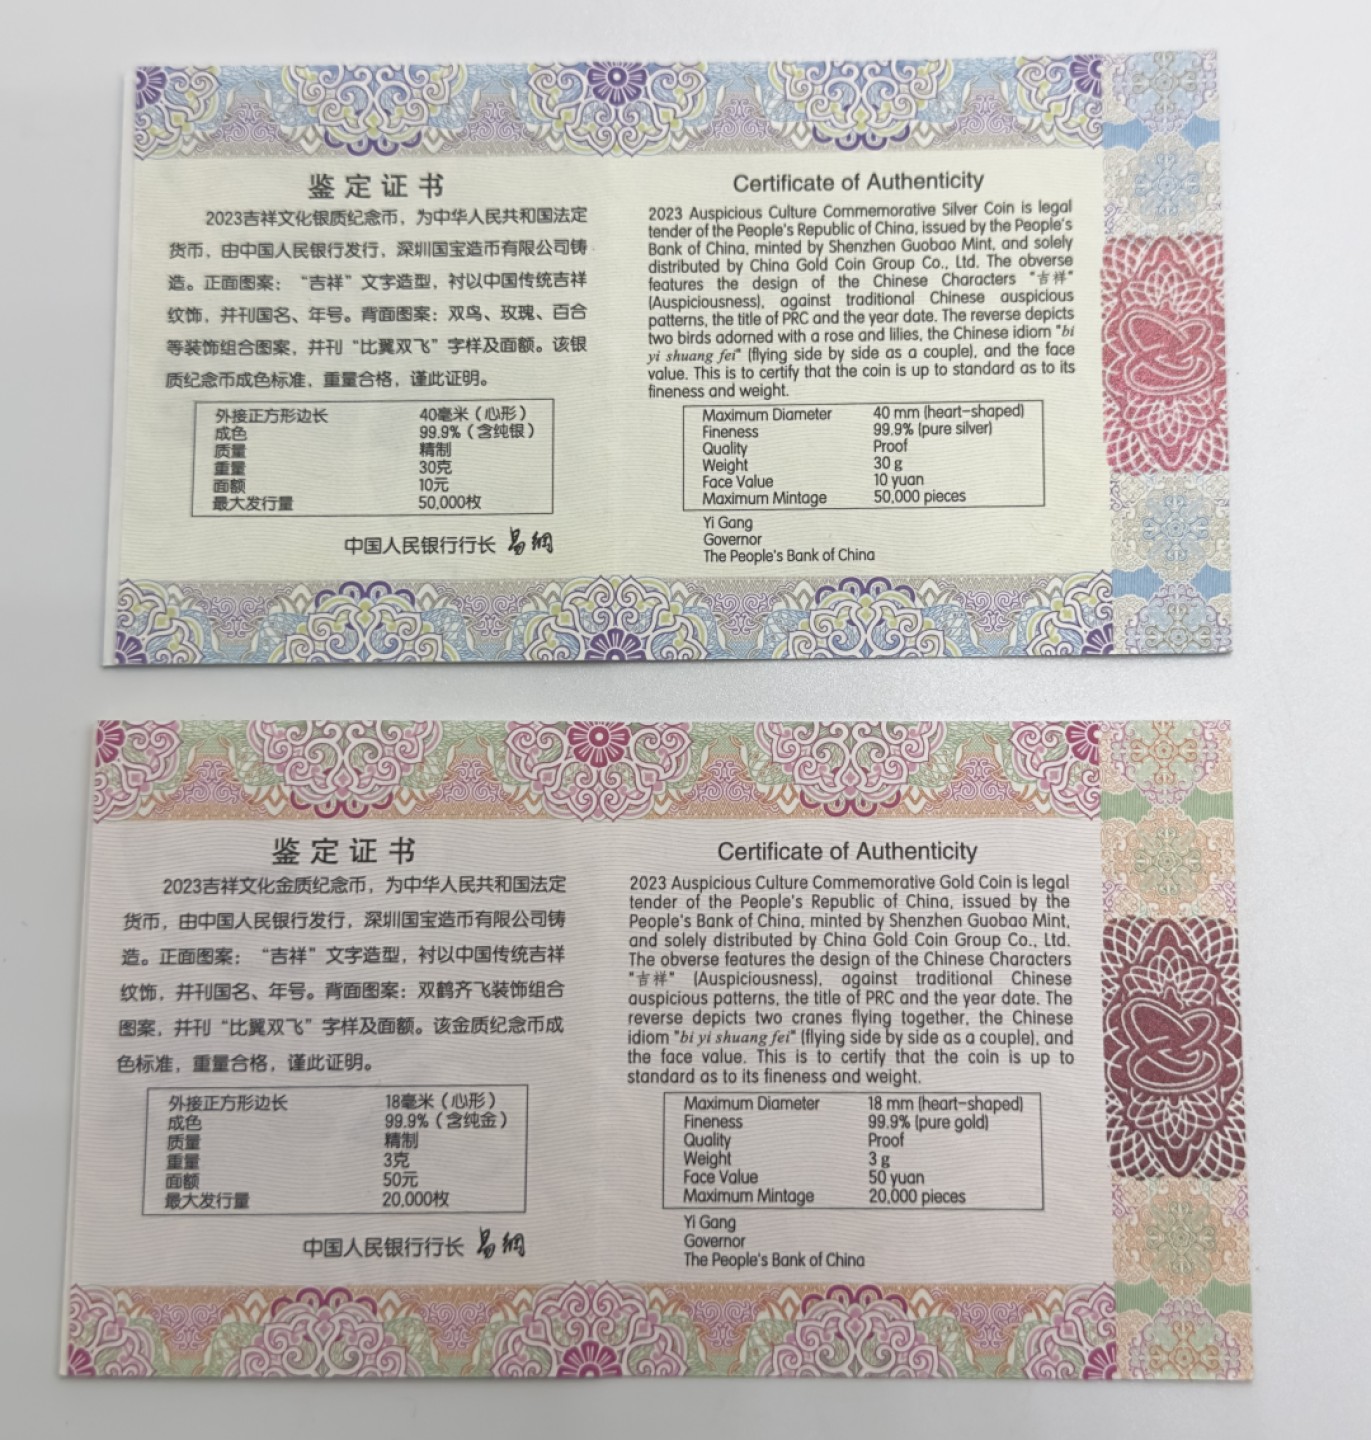 鉴定证书
2023吉祥文化银质纪念币，为中华人民共和国法定
货币，由中国人民银行发行，深圳国宝造币有限公司铸
造。正面图案：“吉祥”文字造型，衬以中国传统吉祥
纹饰，并刊国名、年号。背面图案：双鸟、玫瑰、百合
等装饰组合图案，并刊“比翼双飞”字样及面额。该银
质纪念币成色标准，重量合格，谨此证明。
外接正方形边长 40毫米（心形）
成色 99.9%（含纯银）
质量 精制
重量 30克
面额 10元
最大发行量 50,000枚
中国人民银行行长 易纲
Certificate of Authenticity
2023 Auspicious Culture Commemorative Silver Coin is legal
tender of the People's Republic of China, issued by the People's
Bank of China, minted by Shenzhen Guobao Mint, and solely
distributed by China Gold Coin Group Co., Ltd. The obverse
features the design of the Chinese Characters "吉祥"
(Auspiciousness), against traditional Chinese auspicious
patterns, the title of PRC and the year date. The reverse depicts
two birds adorned with a rose and lilies, the Chinese idiom "bi
yi shuang fei" (flying side by side as a couple), and the face
value. This is to certify that the coin is up to standard as to its
fineness and weight.
Maximum Diameter 40 mm (heart-shaped)
Fineness 99.9% (pure silver)
Quality Proof
Weight 30 g
Face Value 10 yuan
Maximum Mintage 50,000 pieces
Yi Gang
Governor
The People's Bank of China
鉴定证书
2023吉祥文化金质纪念币，为中华人民共和国法定
货币，由中国人民银行发行，深圳国宝造币有限公司铸
造。正面图案：“吉祥”文字造型，衬以中国传统吉祥
纹饰，并刊国名、年号。背面图案：双鹤齐飞装饰组合
图案，并刊“比翼双飞”字样及面额。该金质纪念币成
色标准，重量合格，谨此证明。
外接正方形边长 18毫米（心形）
成色 99.9%（含纯金）
质量 精制
重量 3克
面额 50元
最大发行量 20,000枚
中国人民银行行长 易纲
Certificate of Authenticity
2023 Auspicious Culture Commemorative Gold Coin is legal
tender of the People's Republic of China, issued by the
People's Bank of China, minted by Shenzhen Guobao Mint,
and solely distributed by China Gold Coin Group Co., Ltd.
The obverse features the design of the Chinese Characters
"吉祥" (Auspiciousness), against traditional Chinese
auspicious patterns, the title of PRC and the year date. The
reverse depicts two cranes flying together, the Chinese
idiom "bi yi shuang fei" (flying side by side as a couple), and
the face value. This is to certify that the coin is up to
standard as to its fineness and weight.
Maximum Diameter 18 mm (heart-shaped)
Fineness 99.9% (pure gold)
Quality Proof
Weight 3 g
Face Value 50 yuan
Maximum Mintage 20,000 pieces
Yi Gang
Governor
The People's Bank of China